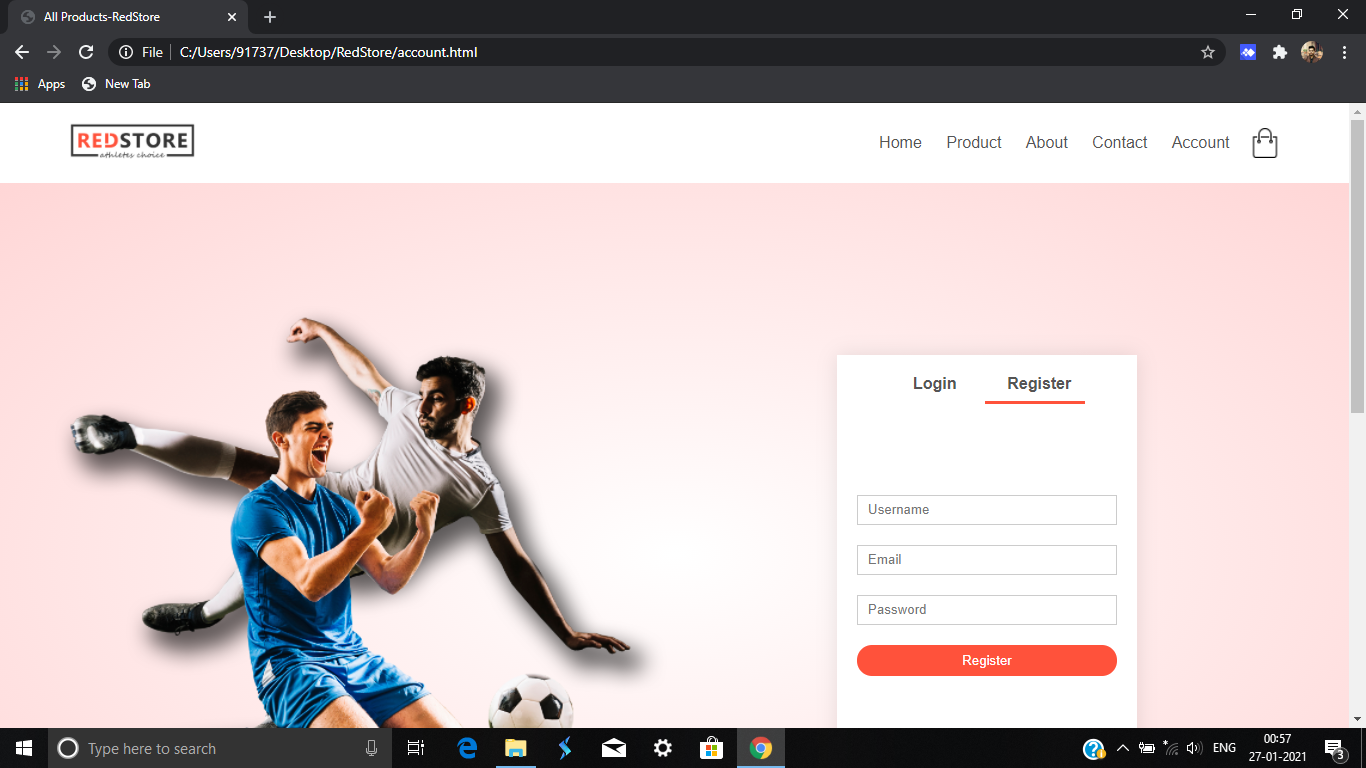 All Products-RedStore
File C:/Users/91737/Desktop/RedStore/account.html
Apps New Tab
REDSTORE
athletes choice
Home Product About Contact Account
Login Register
Username
Email
Password
Register
Type here to search
ENG
00:57
27-01-2021
3